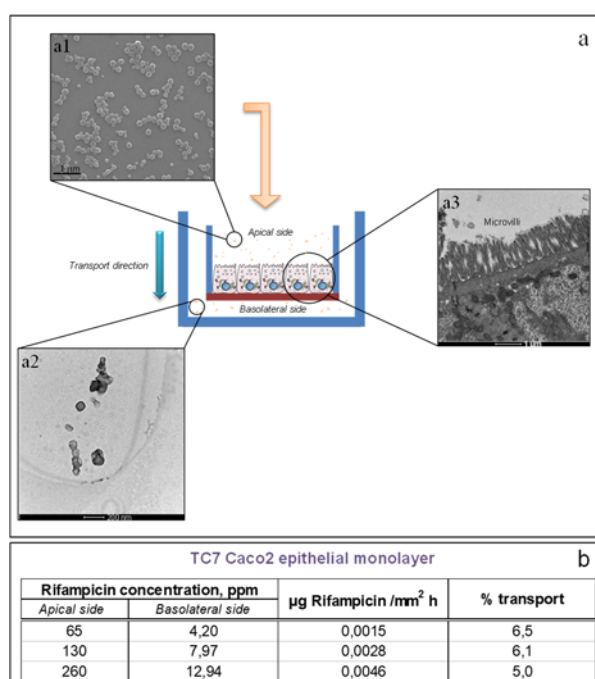 a1
a
1 µm
Apical side
a3
Microvilli
Transport direction
Basolateral side
1 µm
a2
200 nm
b
TC7 Caco2 epithelial monolayer
Rifampicin concentration, ppm
µg Rifampicin /mm² h
% transport
Apical side
Basolateral side
65 4,20 0,0015 6,5
130 7,97 0,0028 6,1
260 12,94 0,0046 5,0